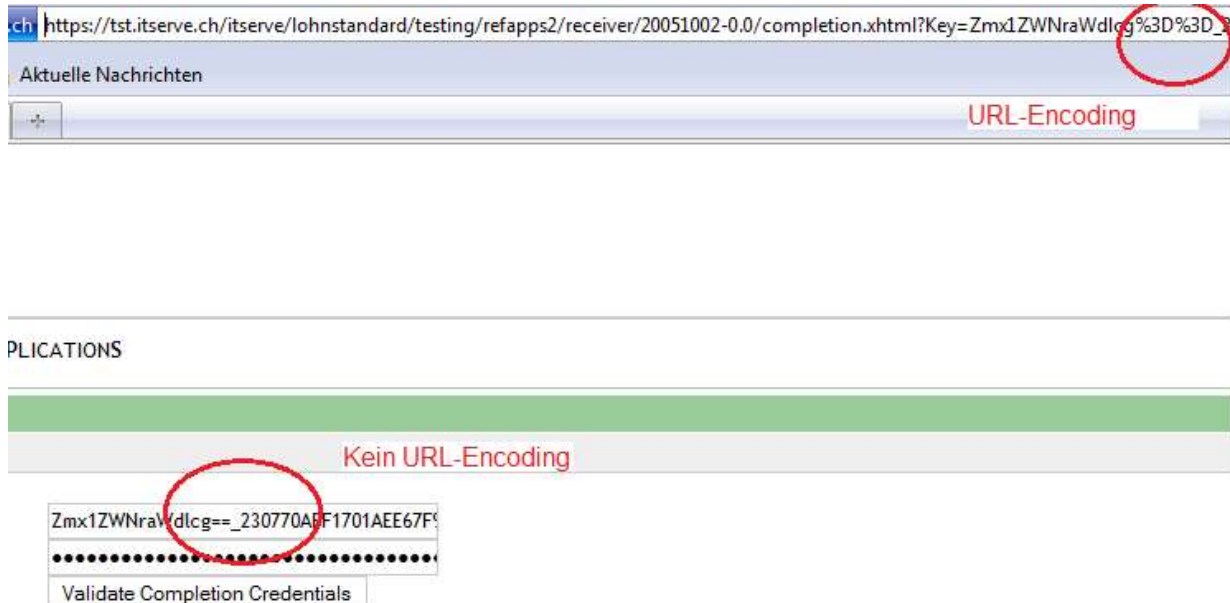 .ch https://tst.itserve.ch/itserve/lohnstandard/testing/refapps2/receiver/20051002-0.0/completion.xhtml?Key=Zmx1ZWNraWdlcg%3D%3D_
Aktuelle Nachrichten
URL-Encoding
PLICATIONS
Kein URL-Encoding
Zmx1ZWNraWdlcg==_230770AEF1701AEE67F
••••••••••••••••••••••••••••••••••
Validate Completion Credentials